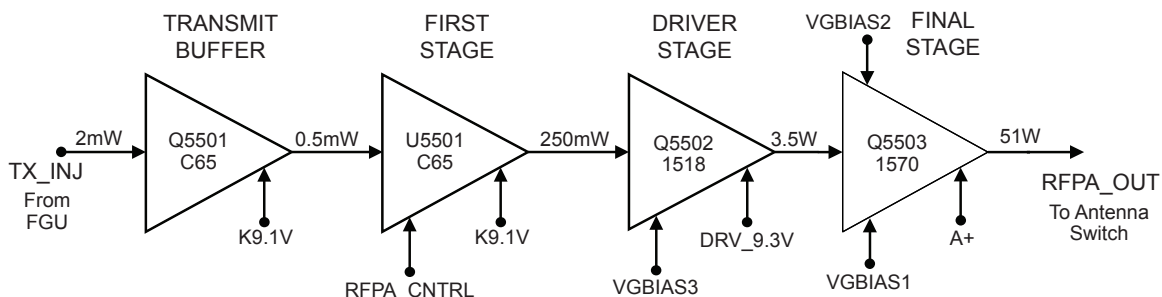 TRANSMIT
BUFFER
FIRST
STAGE
DRIVER
STAGE
VGBIAS2
FINAL
STAGE
2mW
Q5501
C65
0.5mW
U5501
C65
250mW
Q5502
1518
3.5W
Q5503
1570
51W
TX_INJ
From
FGU
K9.1V
RFPA_CNTRL
K9.1V
VGBIAS3
DRV_9.3V
VGBIAS1
A+
RFPA_OUT
To Antenna
Switch